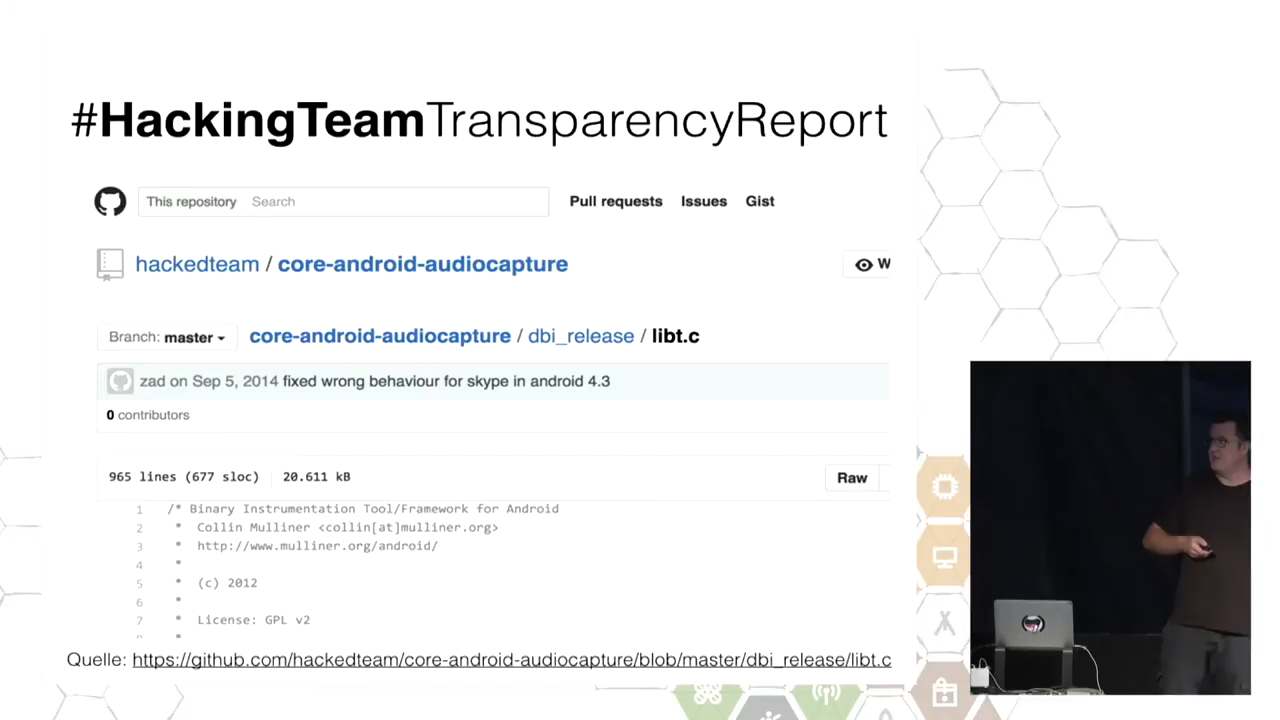 #HackingTeamTransparencyReport
This repository Search Pull requests Issues Gist
hackedteam / core-android-audiocapture W
Branch: master core-android-audiocapture / dbi_release / libt.c
zad on Sep 5, 2014 fixed wrong behaviour for skype in android 4.3
0 contributors
965 lines (677 sloc) 20.611 kB Raw
1 /* Binary Instrumentation Tool/Framework for Android
2 * Collin Mulliner <collin[at]mulliner.org>
3 * http://www.mulliner.org/android/
4 *
5 * (c) 2012
6 *
7 * License: GPL v2
*
Quelle: https://github.com/hackedteam/core-android-audiocapture/blob/master/dbi_release/libt.c